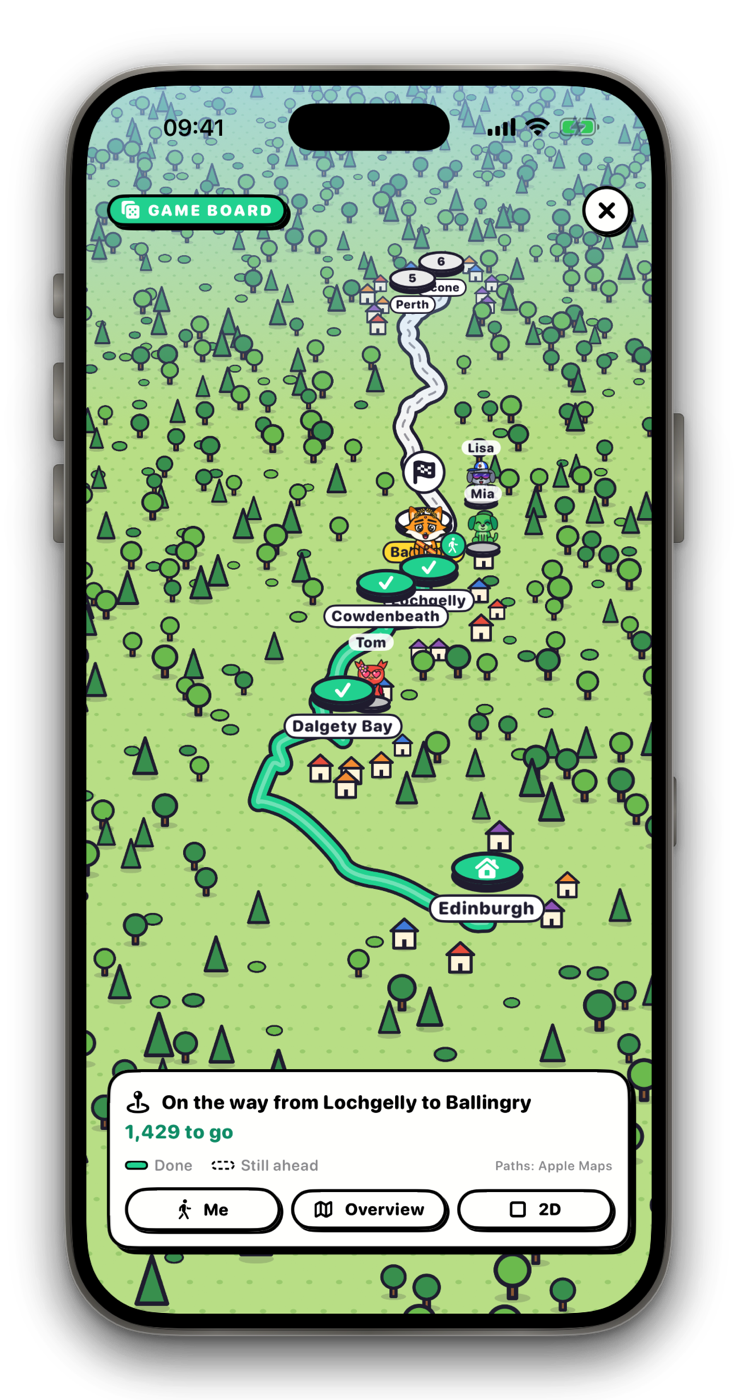 09:41
GAME BOARD
6
5
Perth
Lisa
Mia
Cowdenbeath
Tom
Dalgety Bay
Edinburgh
On the way from Lochgelly to Ballingry
1,429 to go
Done Still ahead Paths: Apple Maps
Me Overview 2D